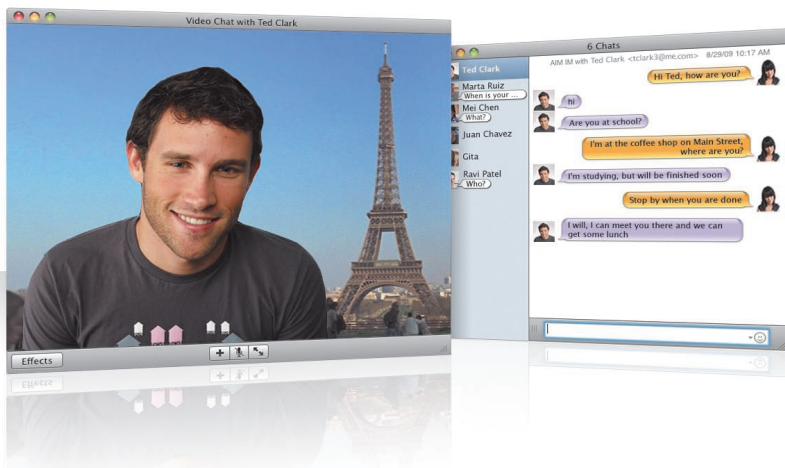 Video Chat with Ted Clark
Effects
6 Chats
AIM IM with Ted Clark <tclark3@me.com> 8/29/09 10:17 AM
Ted Clark
Marta Ruiz
When is your ...
Mei Chen
What?
Juan Chavez
Gita
Ravi Patel
Who?
Hi Ted, how are you?
hi
Are you at school?
I'm at the coffee shop on Main Street,
where are you?
I'm studying, but will be finished soon
Stop by when you are done
I will, I can meet you there and we can
get some lunch